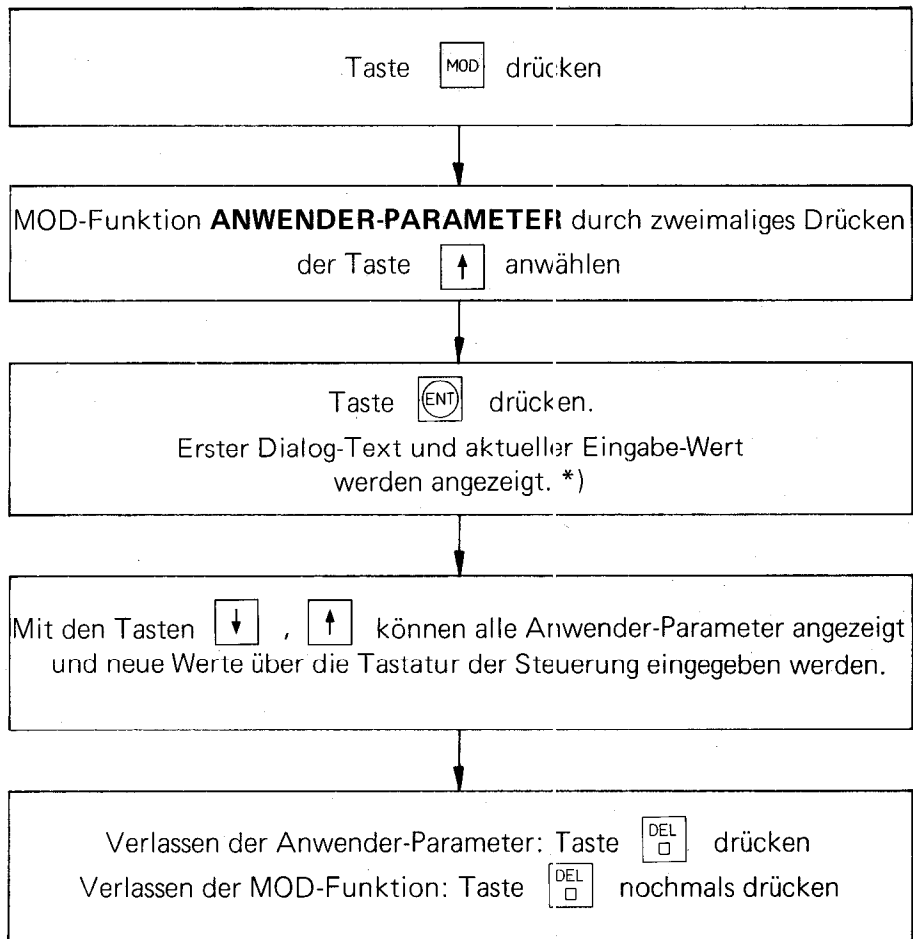 Taste MOD drücken
MOD-Funktion ANWENDER-PARAMETER durch zweimaliges Drücken
der Taste ↑ anwählen
Taste ENT drücken.
Erster Dialog-Text und aktueller Eingabe-Wert
werden angezeigt. *)
Mit den Tasten ↓ , ↑ können alle Anwender-Parameter angezeigt
und neue Werte über die Tastatur der Steuerung eingegeben werden.
Verlassen der Anwender-Parameter: Taste DEL □ drücken
Verlassen der MOD-Funktion: Taste DEL □ nochmals drücken